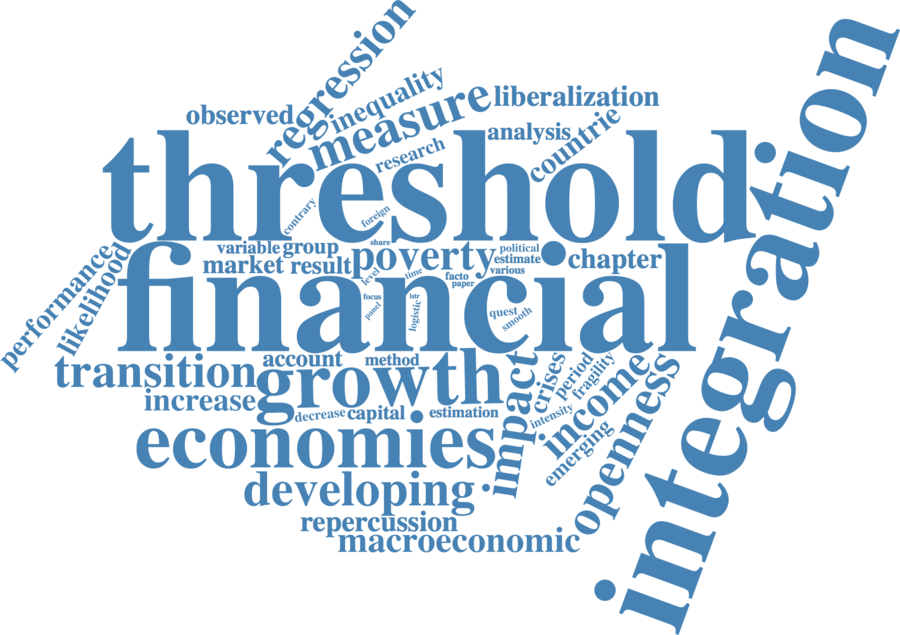 regression
inequality
observed
measure
liberalization
analysis
research
countrie
threshold
integration
contrary
foreign
share
variable
group
poverty
political
estimate
various
chapter
market
result
level
time
facto
paper
performance
likelihood
financial
focus
panel
lstr
logistic
quest
smooth
transition
account
method
growth
impact
crises
period
fragility
income
openness
increase
decrease
capital
estimation
intensity
emerging
economies
developing
repercussion
macroeconomic